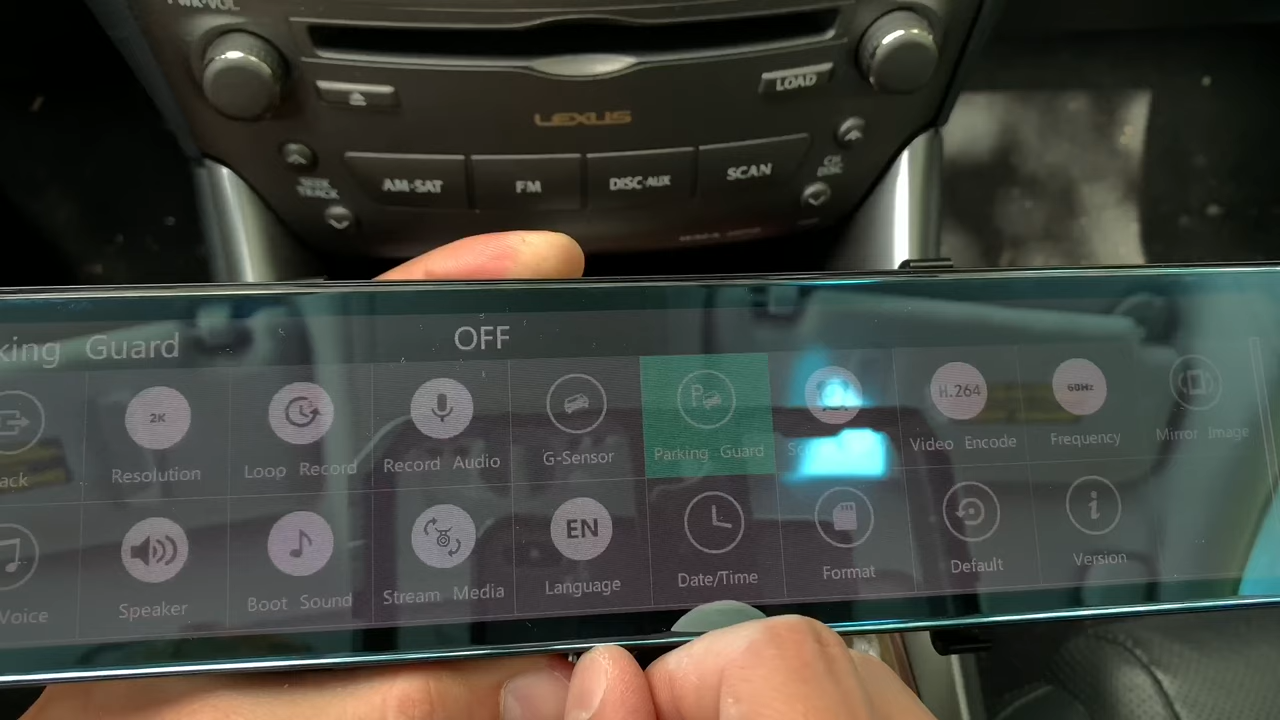 PWR·VOL
LOAD
LEXUS
SEEK
TRACK
AM·SAT
FM
DISC·AUX
SCAN
CH
DISC
king Guard
OFF
2K
P
H.264
60Hz
ack
Resolution
Loop Record
Record Audio
G-Sensor
Parking Guard
Video Encode
Frequency
Mirror Image
EN
Voice
Speaker
Boot Sound
Stream Media
Language
Date/Time
Format
Default
Version